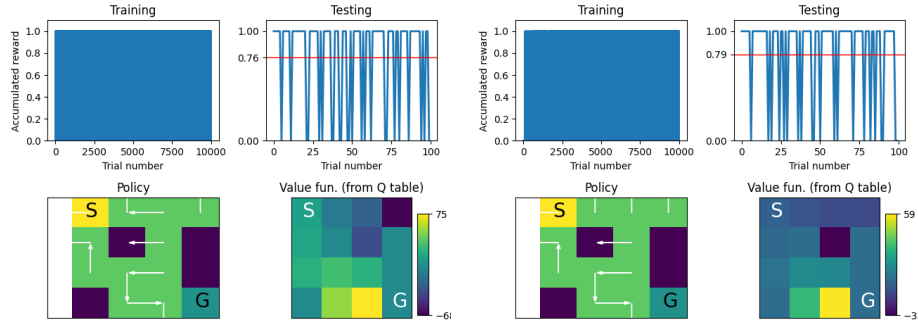 Training
Testing
Training
Testing
Accumulated reward
1.0
0.8
0.6
0.4
0.2
0.0
0
2500
5000
7500
10000
Trial number
1.00
0.76
0.00
0
25
50
75
100
Trial number
Accumulated reward
1.0
0.8
0.6
0.4
0.2
0.0
0
2500
5000
7500
10000
Trial number
1.00
0.79
0.00
0
25
50
75
100
Trial number
Policy
S
G
Value fun. (from Q table)
S
G
75
Policy
S
G
Value fun. (from Q table)
S
G
59